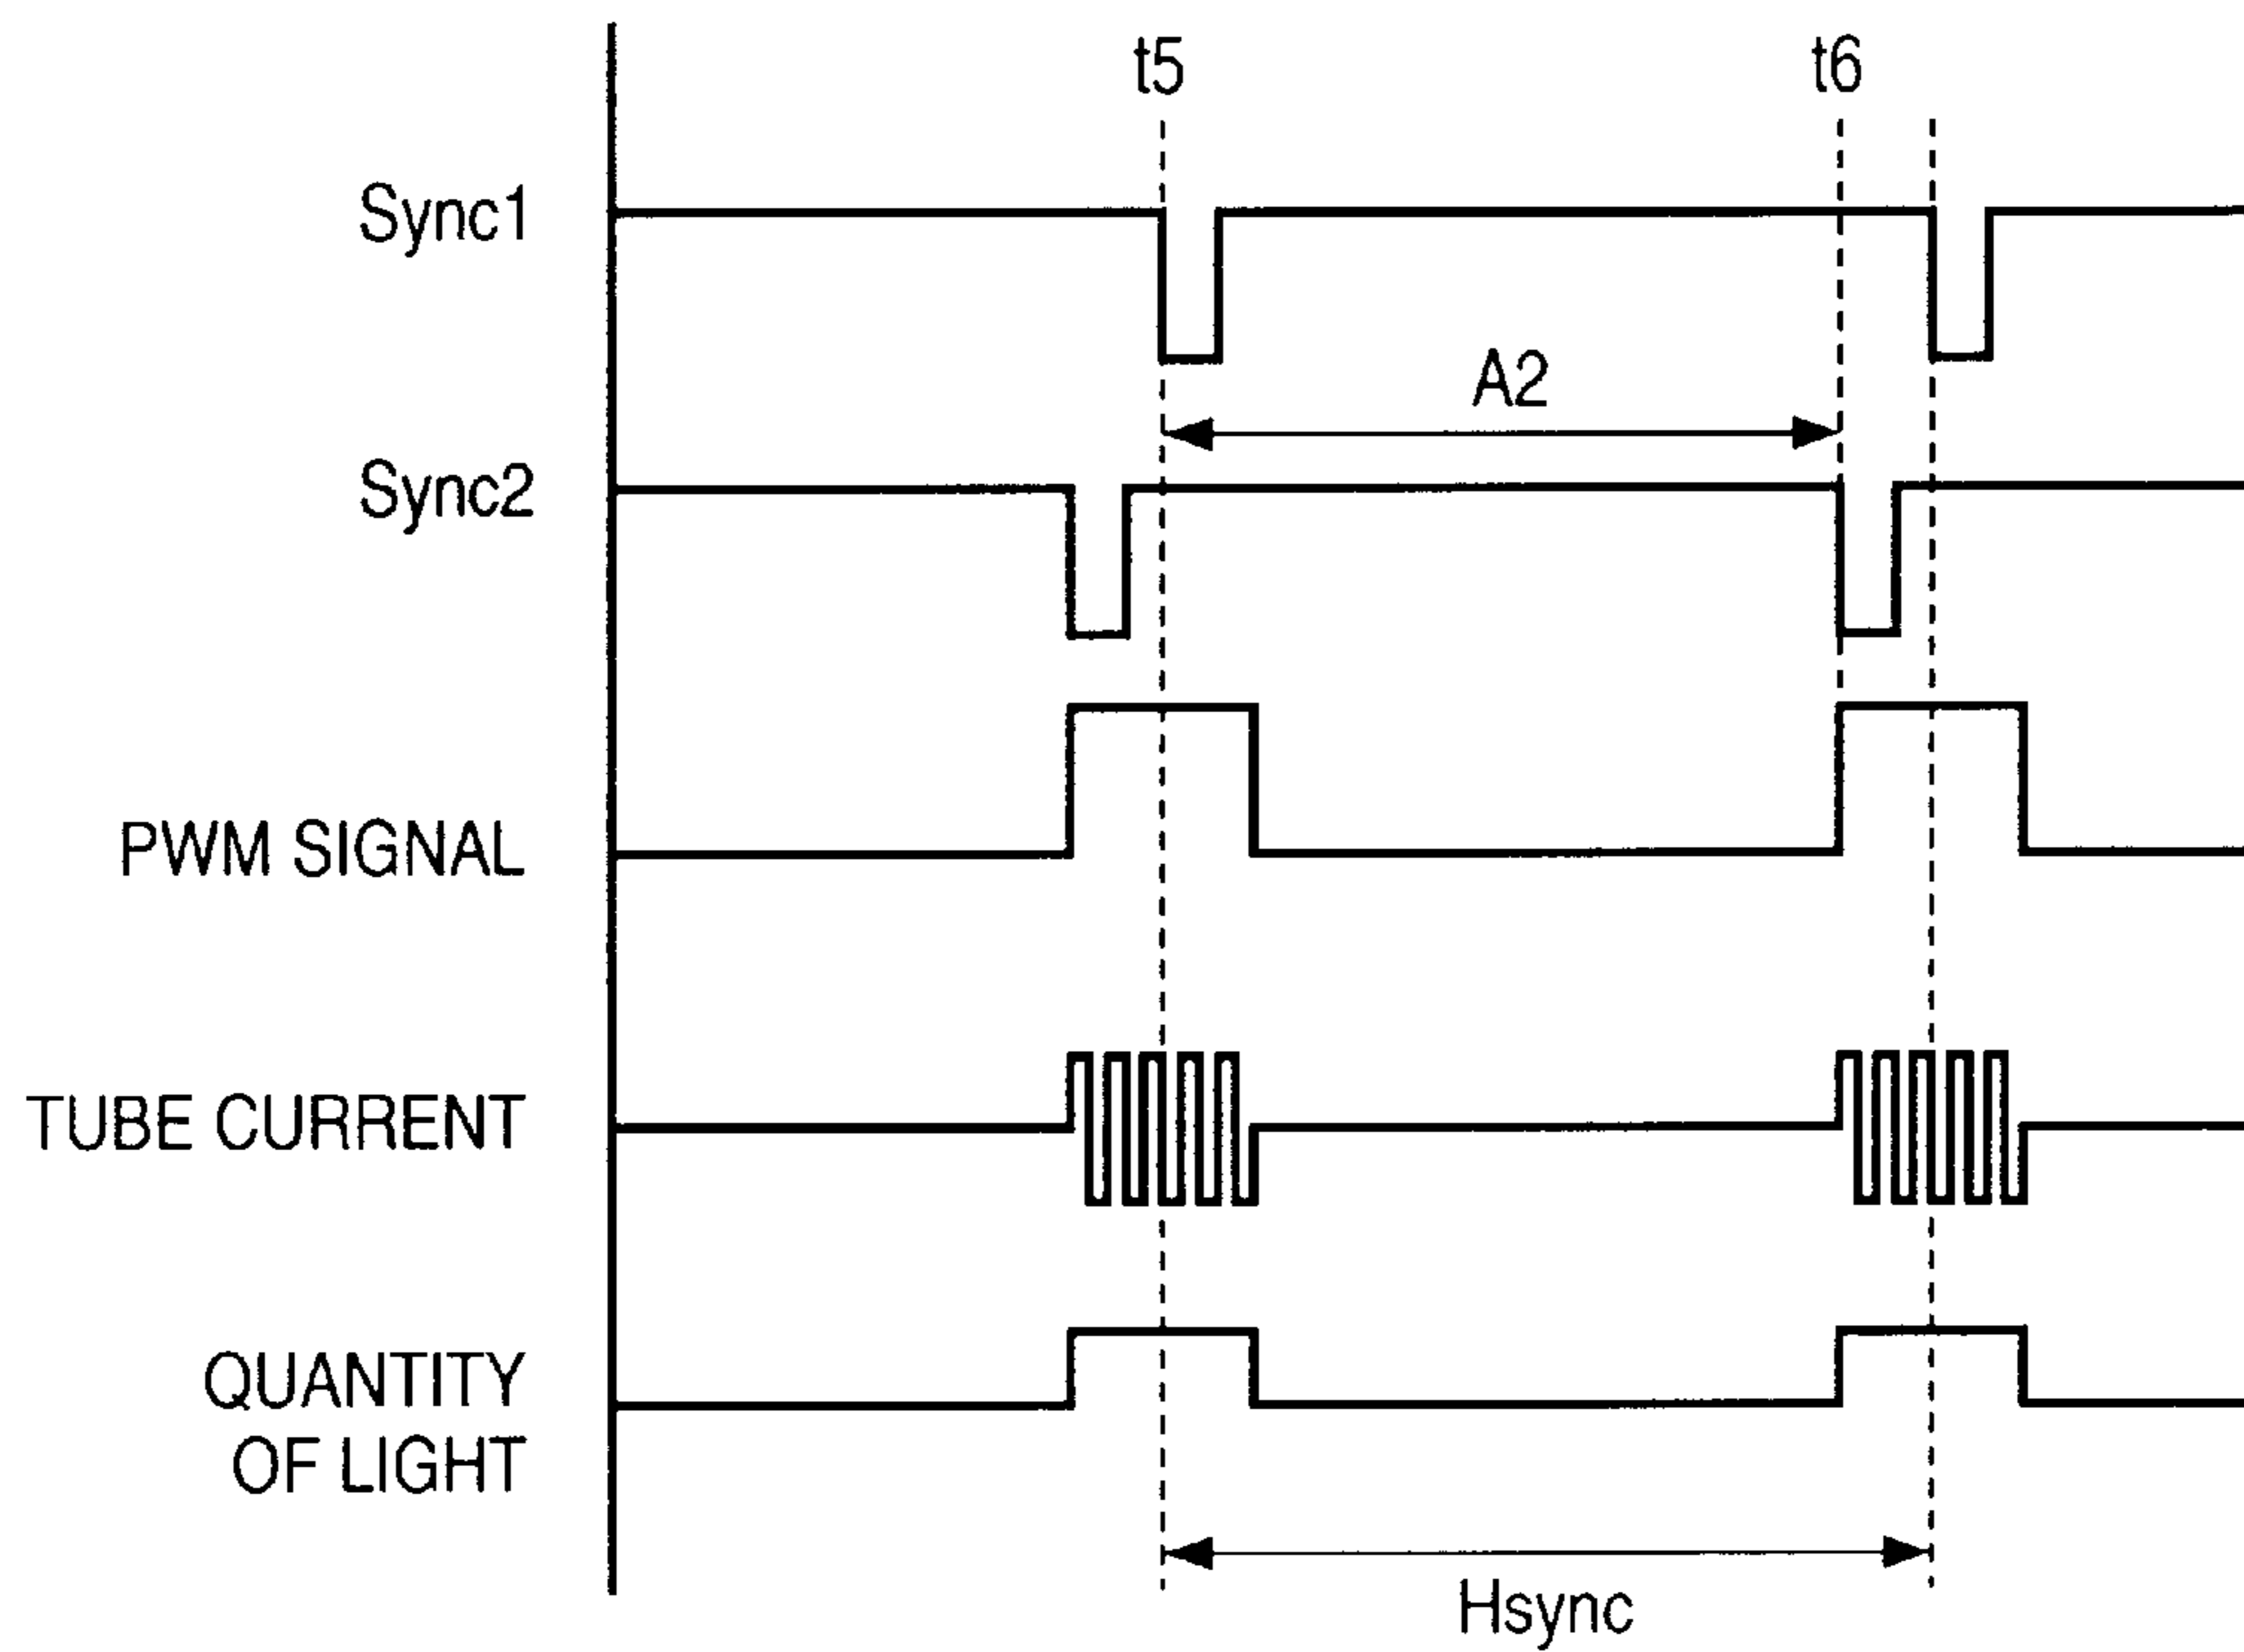 t5
t6
Sync1
A2
Sync2
PWM SIGNAL
TUBE CURRENT
QUANTITY
OF LIGHT
Hsync